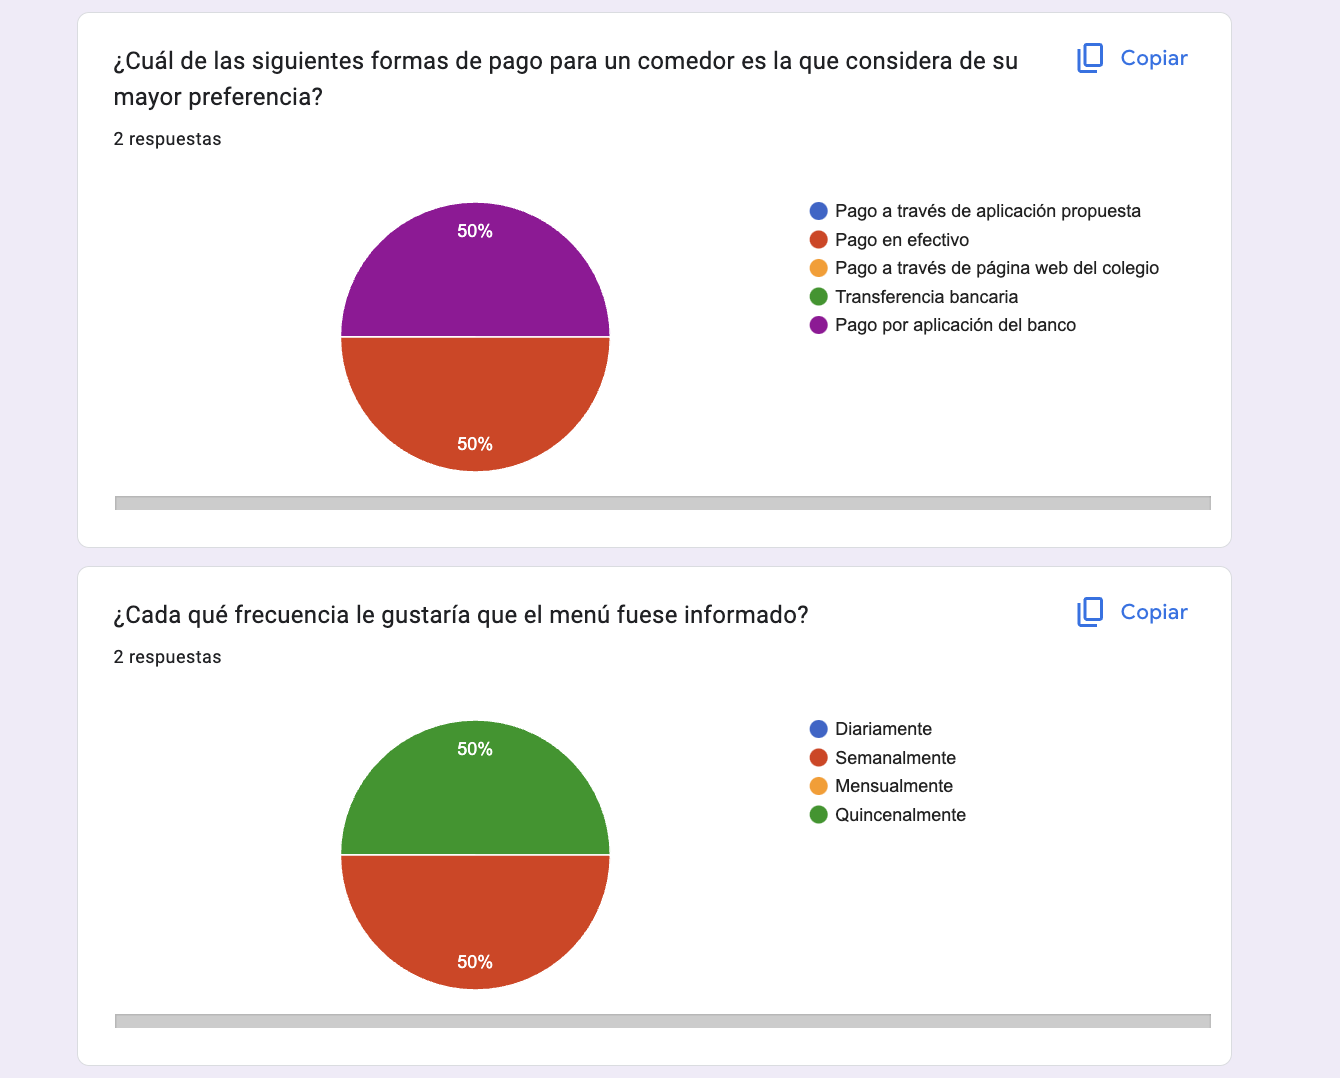 ¿Cuál de las siguientes formas de pago para un comedor es la que considera de su
mayor preferencia?
Copiar
2 respuestas
50%
50%
Pago a través de aplicación propuesta
Pago en efectivo
Pago a través de página web del colegio
Transferencia bancaria
Pago por aplicación del banco
¿Cada qué frecuencia le gustaría que el menú fuese informado?
Copiar
2 respuestas
50%
50%
Diariamente
Semanalmente
Mensualmente
Quincenalmente